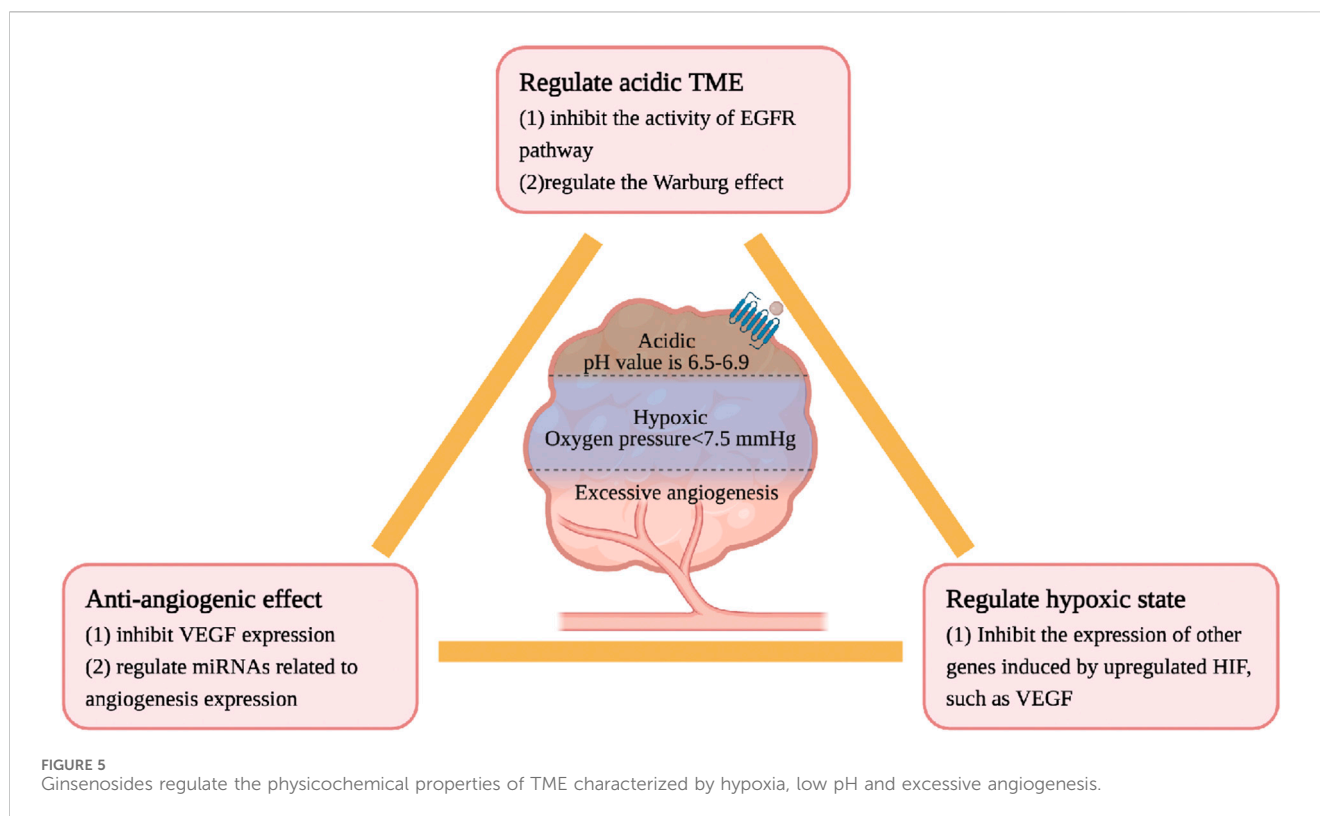 Regulate acidic TME
(1) inhibit the activity of EGFR
pathway
(2)regulate the Warburg effect
Acidic
pH value is 6.5-6.9
Hypoxic
Oxygen pressure<7.5 mmHg
Excessive angiogenesis
Anti-angiogenic effect
(1) inhibit VEGF expression
(2) regulate miRNAs related to
angiogenesis expression
Regulate hypoxic state
(1) Inhibit the expression of other
genes induced by upregulated HIF,
such as VEGF
FIGURE 5
Ginsenosides regulate the physicochemical properties of TME characterized by hypoxia, low pH and excessive angiogenesis.